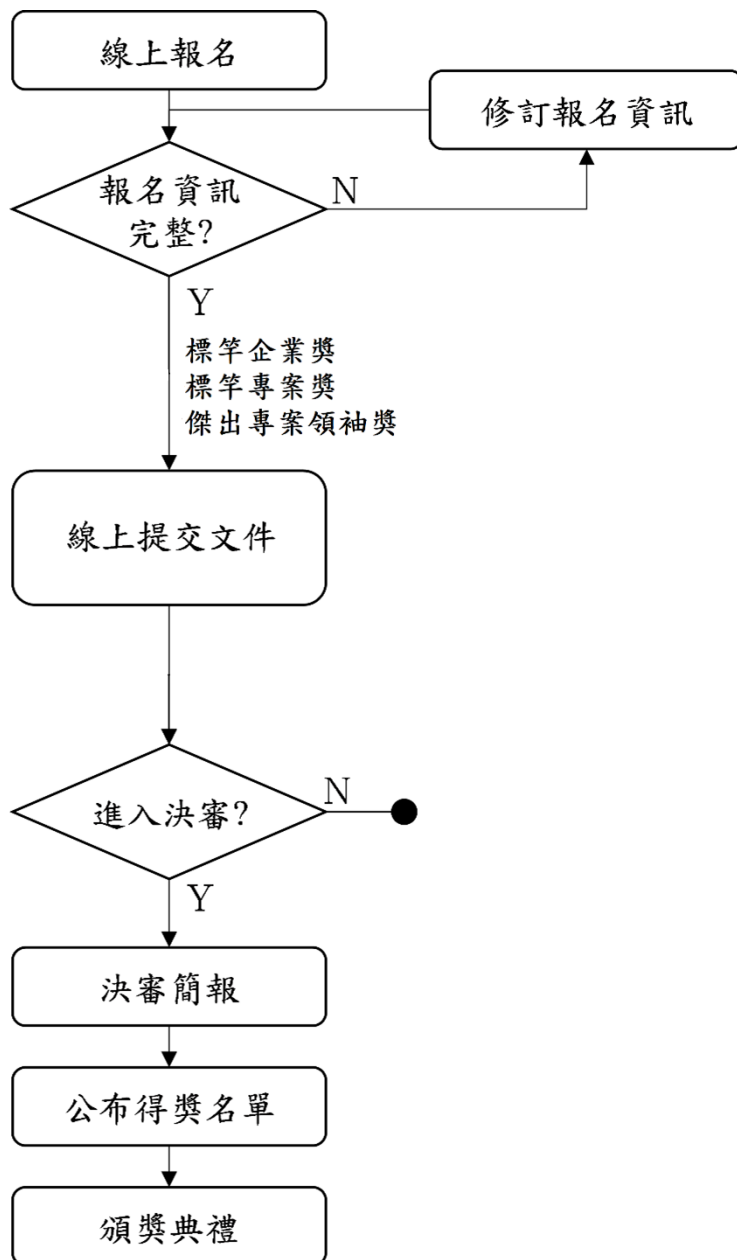 線上報名
修訂報名資訊
報名資訊
完整?
N
Y
標竿企業獎
標竿專案獎
傑出專案領袖獎
線上提交文件
進入決審?
N
Y
決審簡報
公布得獎名單
頒獎典禮